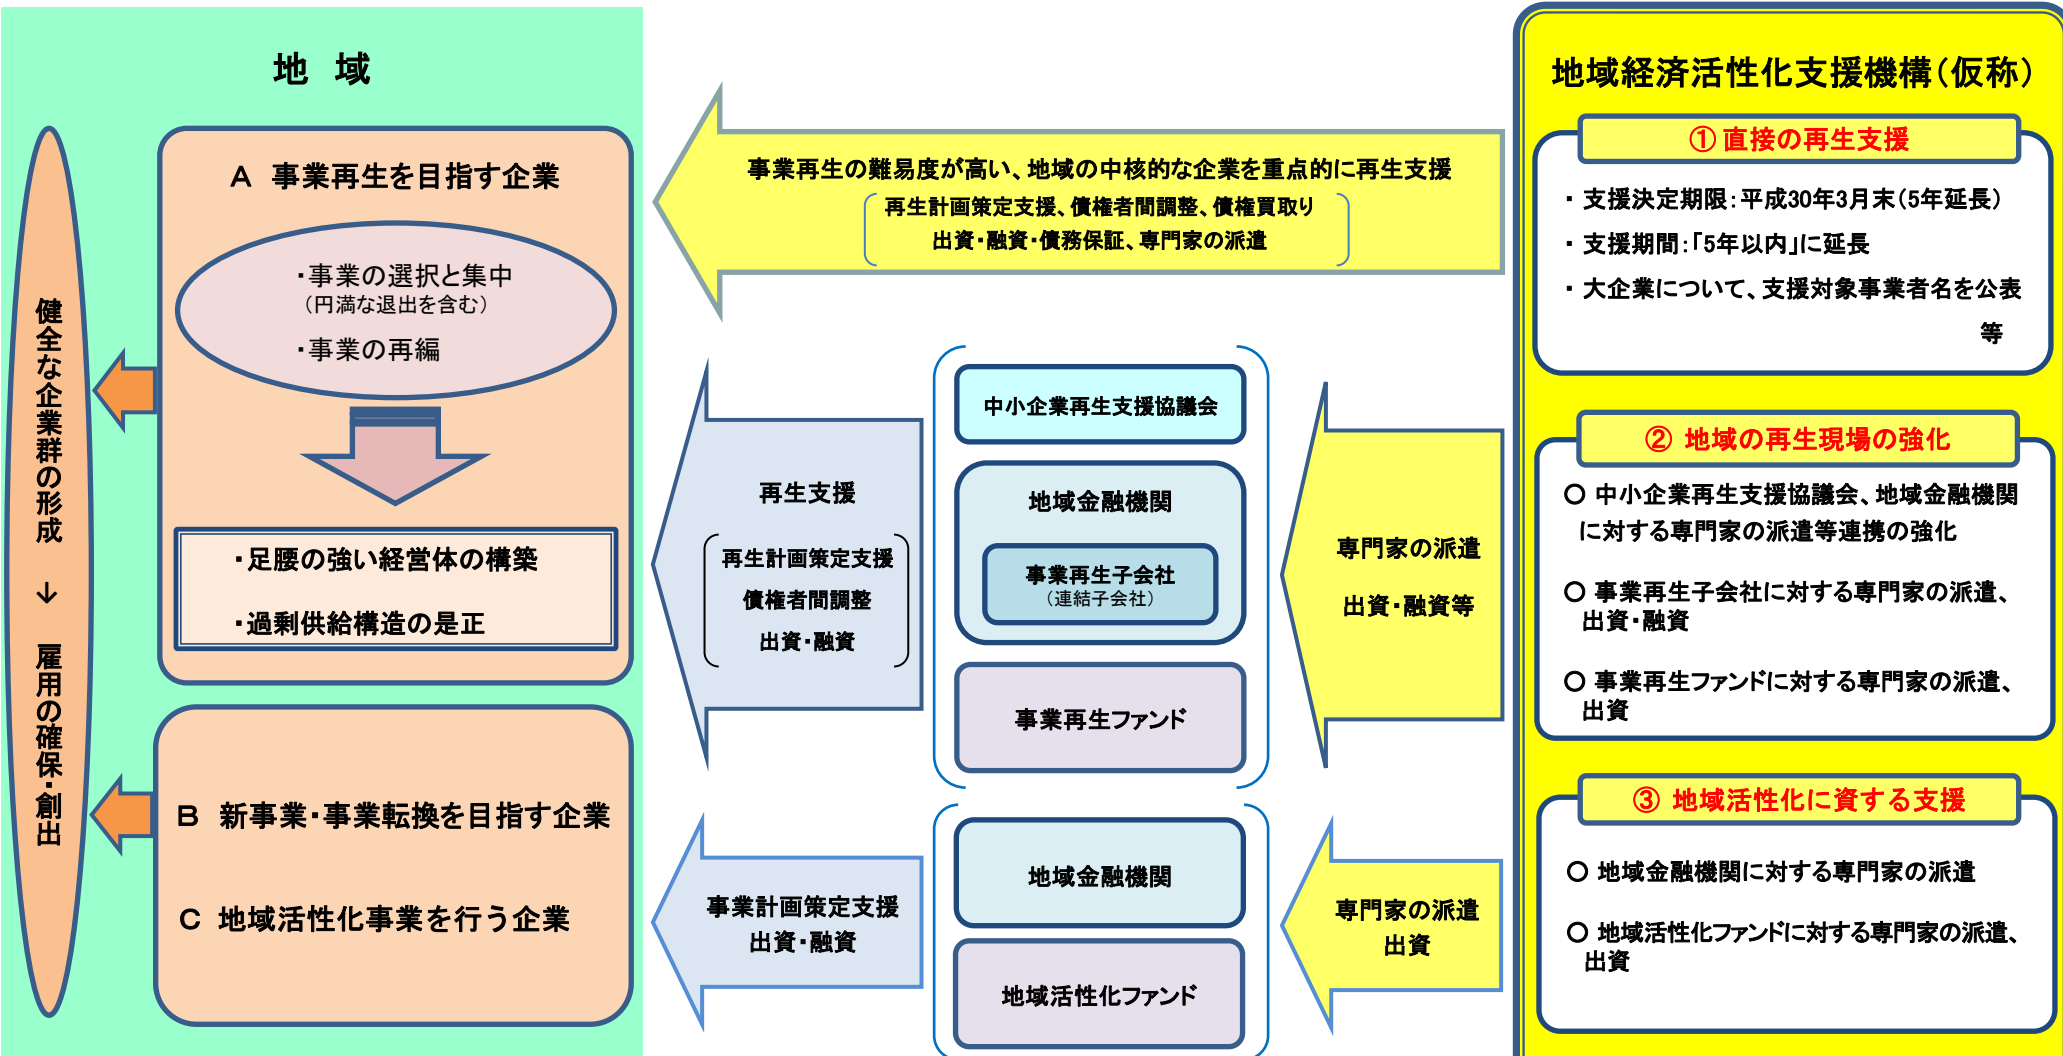 地 域
健全な企業群の形成 ↓ 雇用の確保・創出
A 事業再生を目指す企業
・事業の選択と集中
（円満な退出を含む）
・事業の再編
・足腰の強い経営体の構築
・過剰供給構造の是正
B 新事業・事業転換を目指す企業
C 地域活性化事業を行う企業
事業再生の難易度が高い、地域の中核的な企業を重点的に再生支援
再生計画策定支援、債権者間調整、債権買取り
出資・融資・債務保証、専門家の派遣
再生支援
再生計画策定支援
債権者間調整
出資・融資
中小企業再生支援協議会
地域金融機関
事業再生子会社
（連結子会社）
事業再生ファンド
専門家の派遣
出資・融資等
事業計画策定支援
出資・融資
地域金融機関
地域活性化ファンド
専門家の派遣
出資
地域経済活性化支援機構（仮称）
① 直接の再生支援
・ 支援決定期限：平成30年3月末（5年延長）
・ 支援期間：「5年以内」に延長
・ 大企業について、支援対象事業者名を公表
等
② 地域の再生現場の強化
○ 中小企業再生支援協議会、地域金融機関
に対する専門家の派遣等連携の強化
○ 事業再生子会社に対する専門家の派遣、
出資・融資
○ 事業再生ファンドに対する専門家の派遣、
出資
③ 地域活性化に資する支援
○ 地域金融機関に対する専門家の派遣
○ 地域活性化ファンドに対する専門家の派遣、
出資